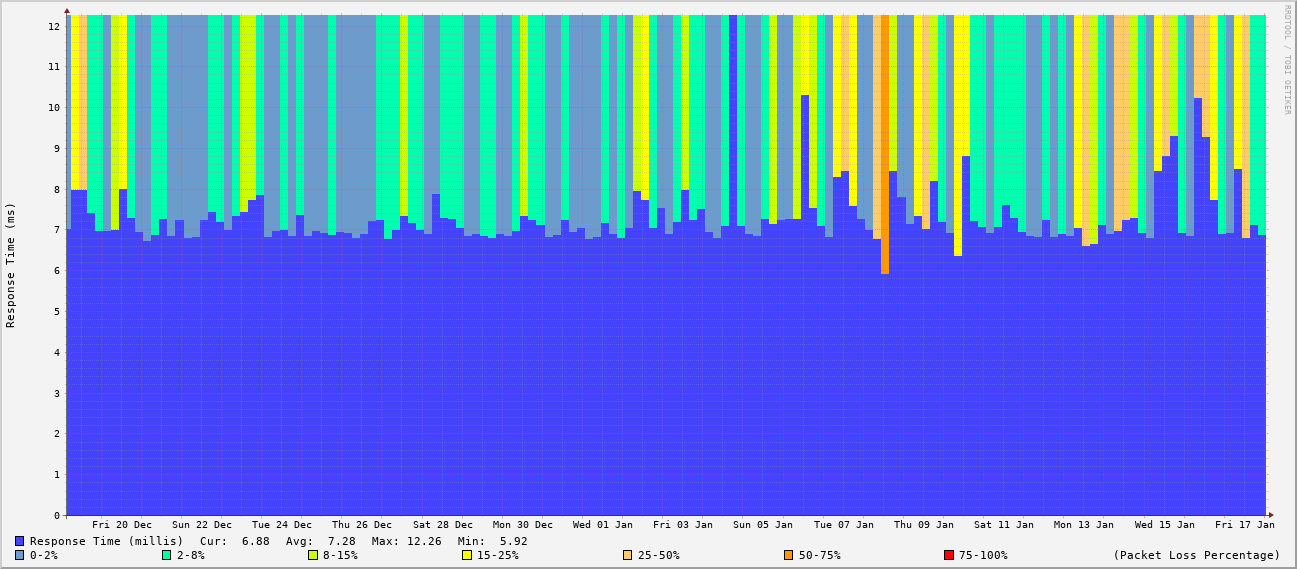 RRDTOOL / TOBI OETIKER
Response Time (ms)
12
11
10
9
8
7
6
5
4
3
2
1
0
Fri 20 Dec Sun 22 Dec Tue 24 Dec Thu 26 Dec Sat 28 Dec Mon 30 Dec Wed 01 Jan Fri 03 Jan Sun 05 Jan Tue 07 Jan Thu 09 Jan Sat 11 Jan Mon 13 Jan Wed 15 Jan Fri 17 Jan
Response Time (millis) Cur: 6.88 Avg: 7.28 Max: 12.26 Min: 5.92
0-2% 2-8% 8-15% 15-25% 25-50% 50-75% 75-100% (Packet Loss Percentage)